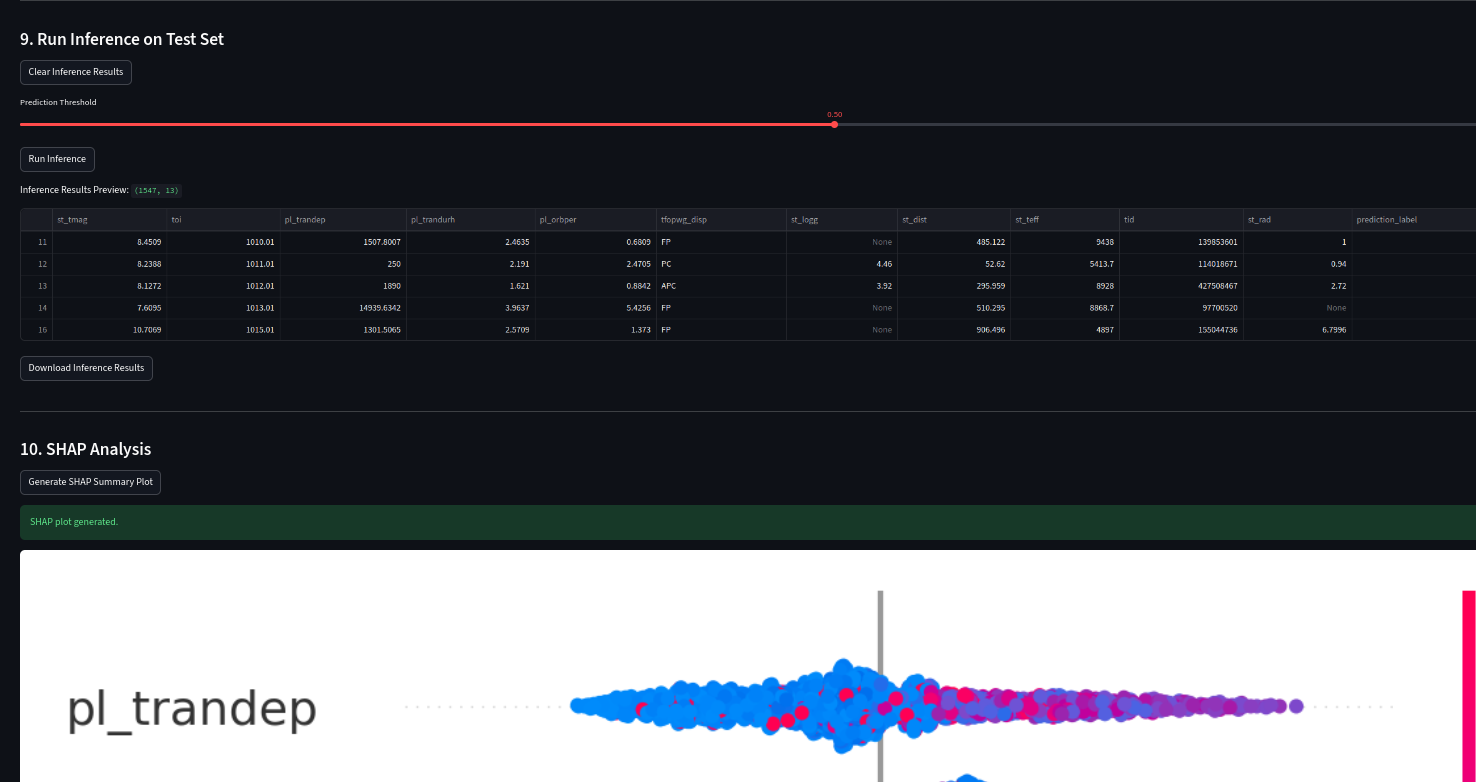 9. Run Inference on Test Set
Clear Inference Results
Prediction Threshold
0.50
Run Inference
Inference Results Preview: (1547, 13)
st_tmag toi pl_trandep pl_trandurh pl_orbper tfopwg_disp st_logg st_dist st_teff tid st_rad prediction_label
11 8.4509 1010.01 1507.8007 2.4635 0.6809 FP None 485.122 9438 139853601 1
12 8.2388 1011.01 250 2.191 2.4705 PC 4.46 52.62 5413.7 114018671 0.94
13 8.1272 1012.01 1890 1.621 0.8842 APC 3.92 295.959 8928 427508467 2.72
14 7.6095 1013.01 14939.6342 3.9637 5.4256 FP None 510.295 8868.7 97700520 None
16 10.7069 1015.01 1301.5065 2.5709 1.373 FP None 906.496 4897 155044736 6.7996
Download Inference Results
10. SHAP Analysis
Generate SHAP Summary Plot
SHAP plot generated.
pl_trandep